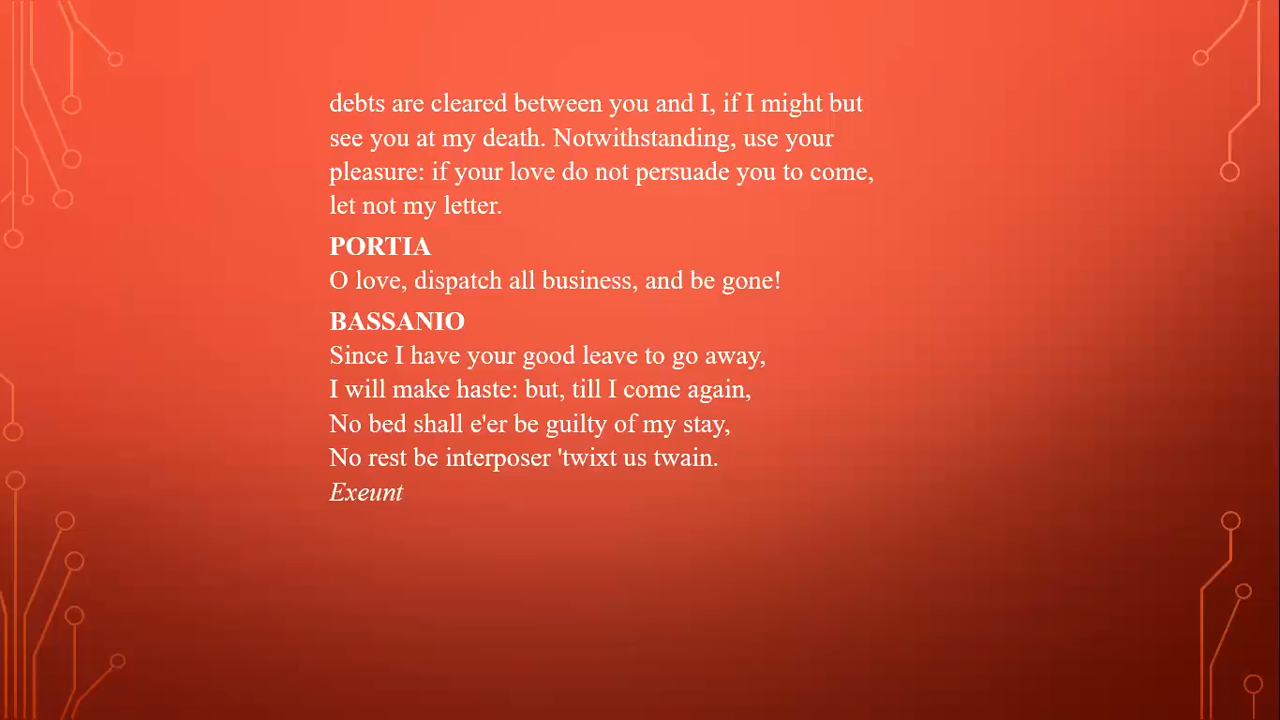 debts are cleared between you and I, if I might but
see you at my death. Notwithstanding, use your
pleasure: if your love do not persuade you to come,
let not my letter.
PORTIA
O love, dispatch all business, and be gone!
BASSANIO
Since I have your good leave to go away,
I will make haste: but, till I come again,
No bed shall e'er be guilty of my stay,
No rest be interposer 'twixt us twain.
Exeunt